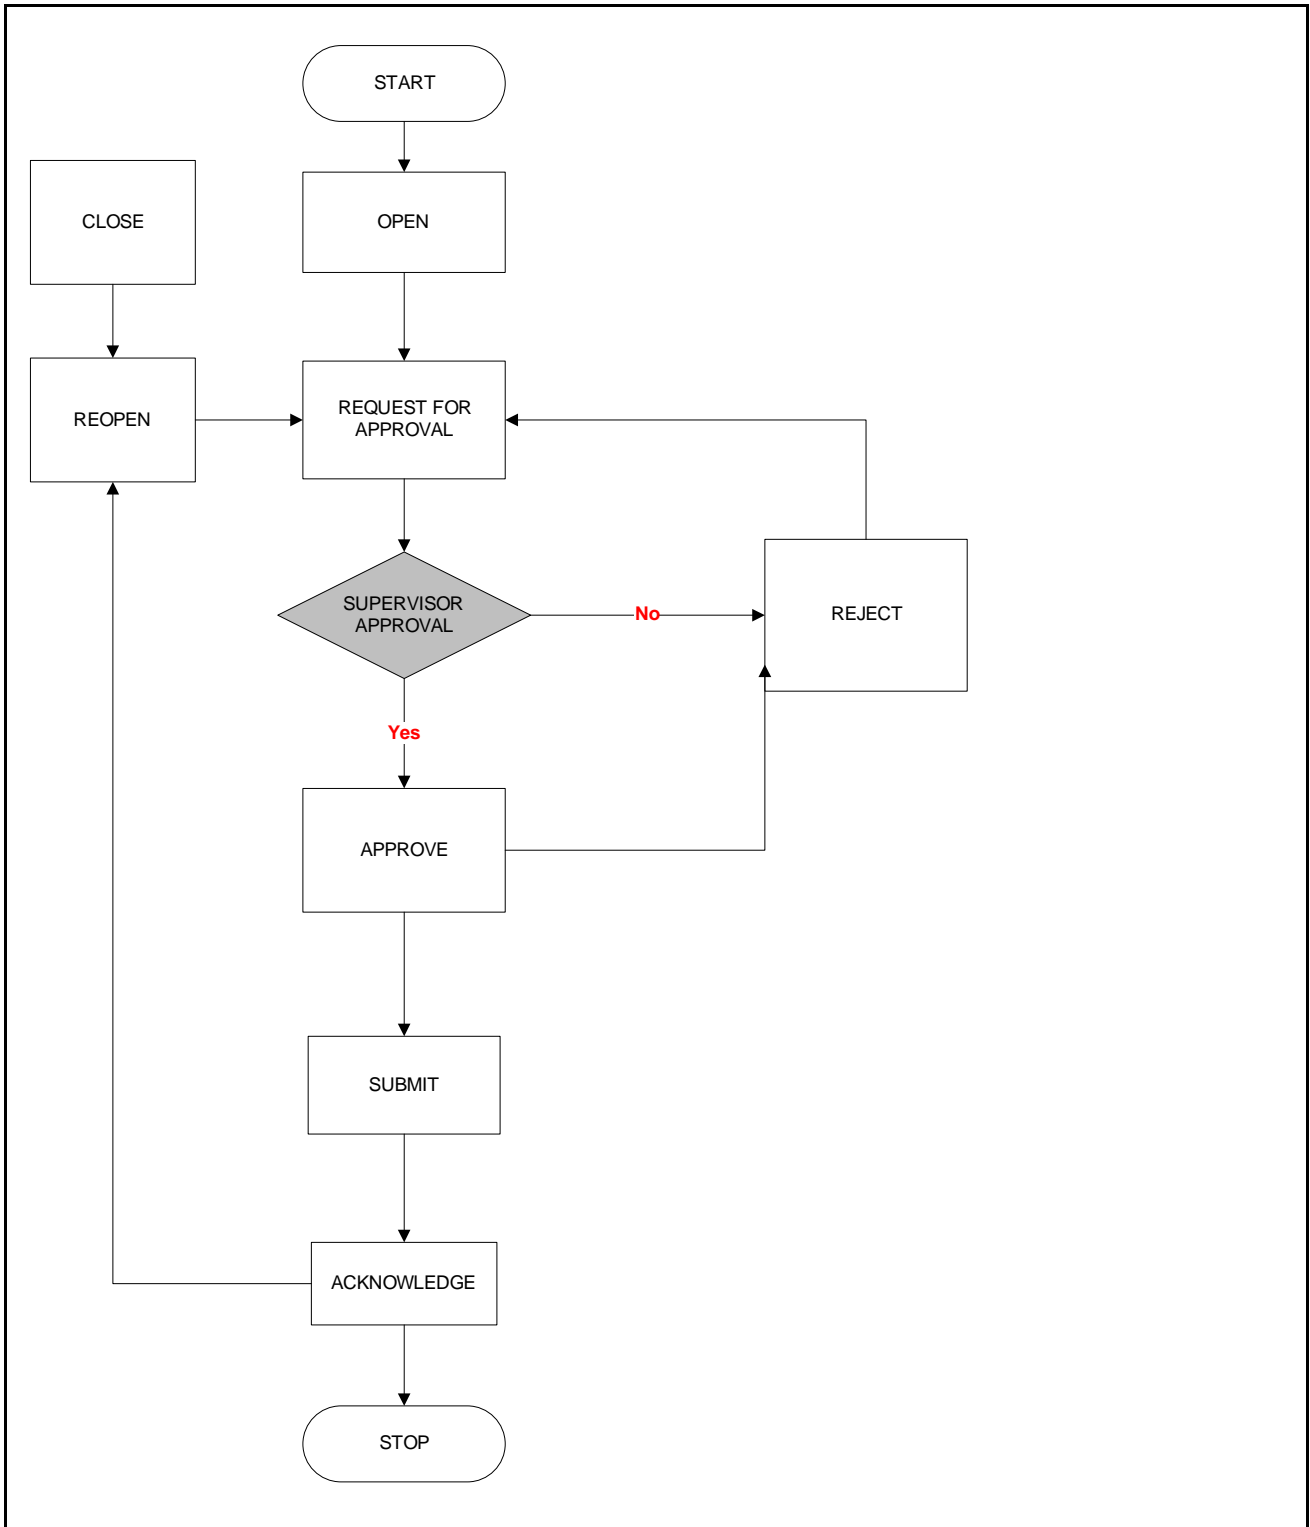 START
CLOSE
OPEN
REOPEN
REQUEST FOR
APPROVAL
SUPERVISOR
APPROVAL
No
REJECT
Yes
APPROVE
SUBMIT
ACKNOWLEDGE
STOP